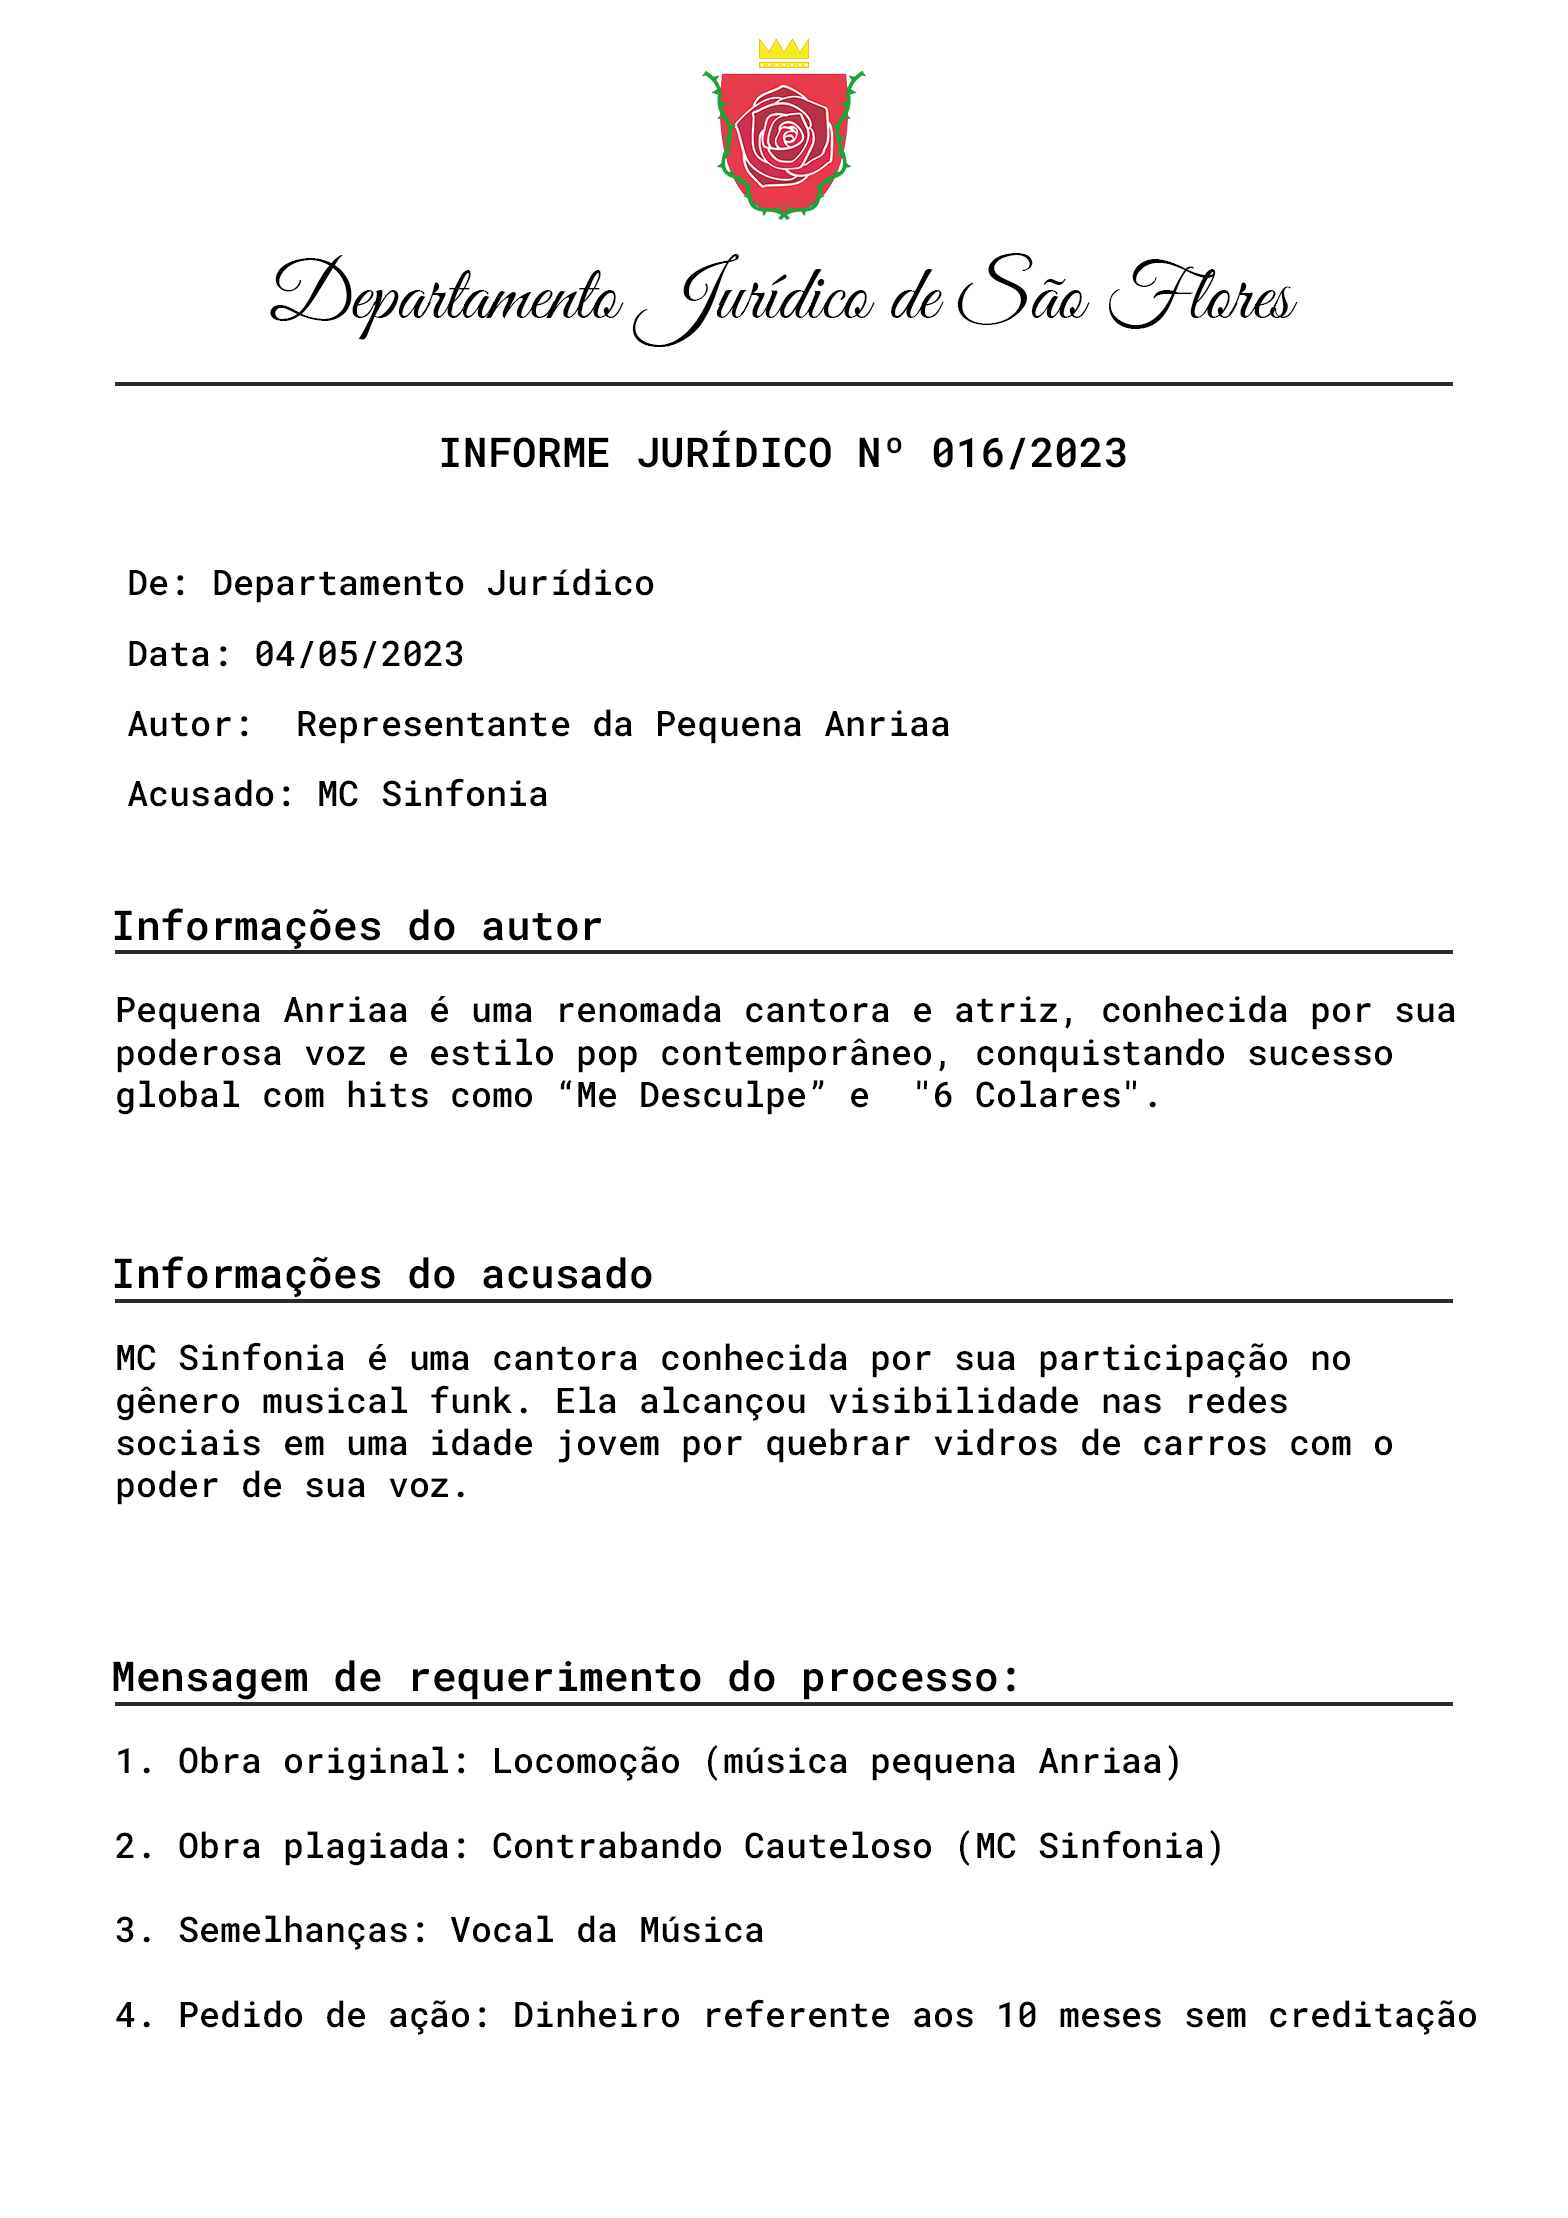 Departamento Jurídico de São Flores
INFORME JURÍDICO Nº 016/2023
De: Departamento Jurídico
Data: 04/05/2023
Autor:  Representante da Pequena Anriaa
Acusado: MC Sinfonia
Informações do autor
Pequena Anriaa é uma renomada cantora e atriz, conhecida por sua
poderosa voz e estilo pop contemporâneo, conquistando sucesso
global com hits como “Me Desculpe” e  "6 Colares".
Informações do acusado
MC Sinfonia é uma cantora conhecida por sua participação no
gênero musical funk. Ela alcançou visibilidade nas redes
sociais em uma idade jovem por quebrar vidros de carros com o
poder de sua voz.
Mensagem de requerimento do processo:
1. Obra original: Locomoção (música pequena Anriaa)
2. Obra plagiada: Contrabando Cauteloso (MC Sinfonia)
3. Semelhanças: Vocal da Música
4. Pedido de ação: Dinheiro referente aos 10 meses sem creditação